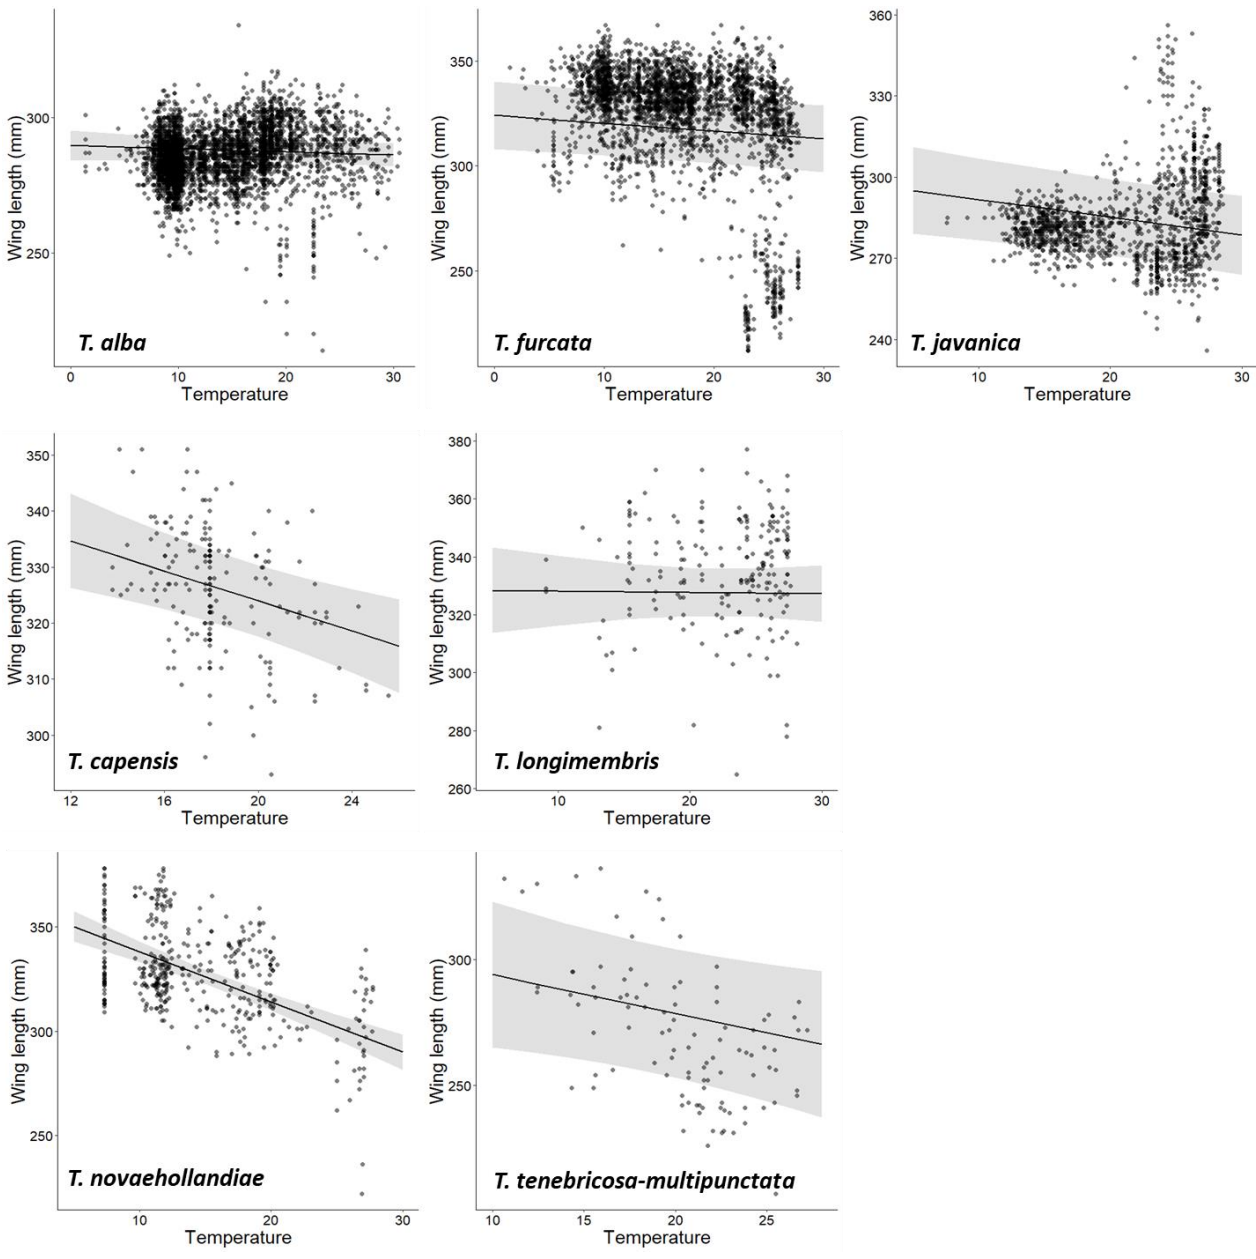 Wing length (mm)
300
250
0 10 20 30
T. alba
Temperature
Wing length (mm)
350
300
250
0 10 20 30
T. furcata
Temperature
Wing length (mm)
360
330
300
270
240
10 20 30
T. javanica
Temperature
Wing length (mm)
350
340
330
320
310
300
12 16 20 24
T. capensis
Temperature
Wing length (mm)
380
360
340
320
300
280
260
10 20 30
T. longimembris
Temperature
Wing length (mm)
350
300
250
10 20 30
T. novaehollandiae
Temperature
Wing length (mm)
300
250
10 15 20 25
T. tenebricosa-multipunctata
Temperature